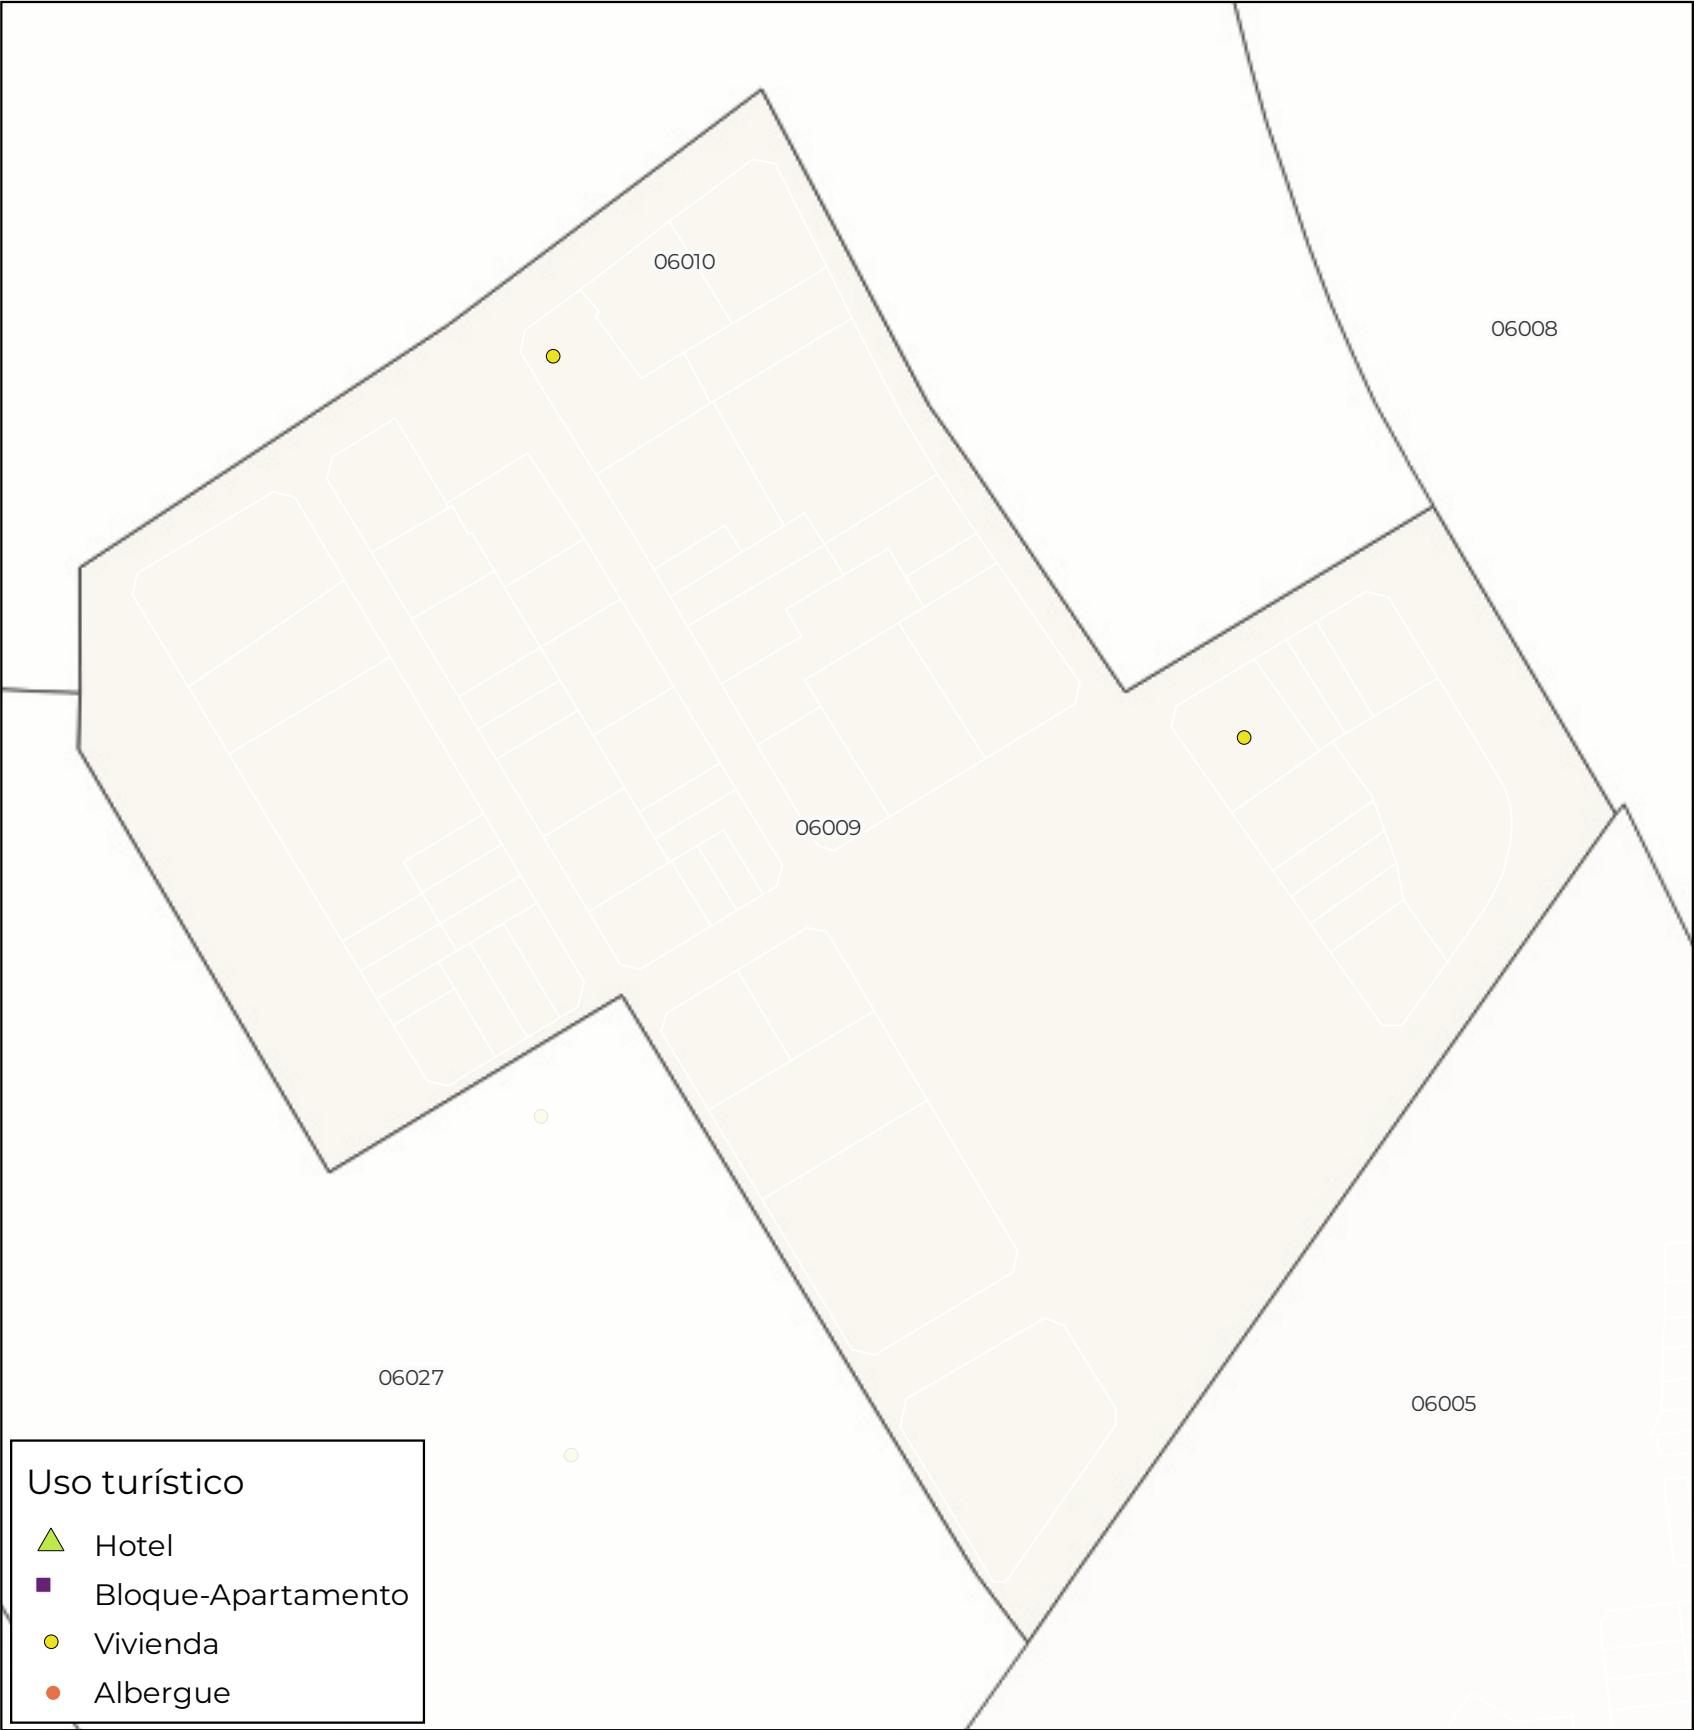 06010
06008
06009
06027
06005
Uso turístico
Hotel
Bloque-Apartamento
Vivienda
Albergue